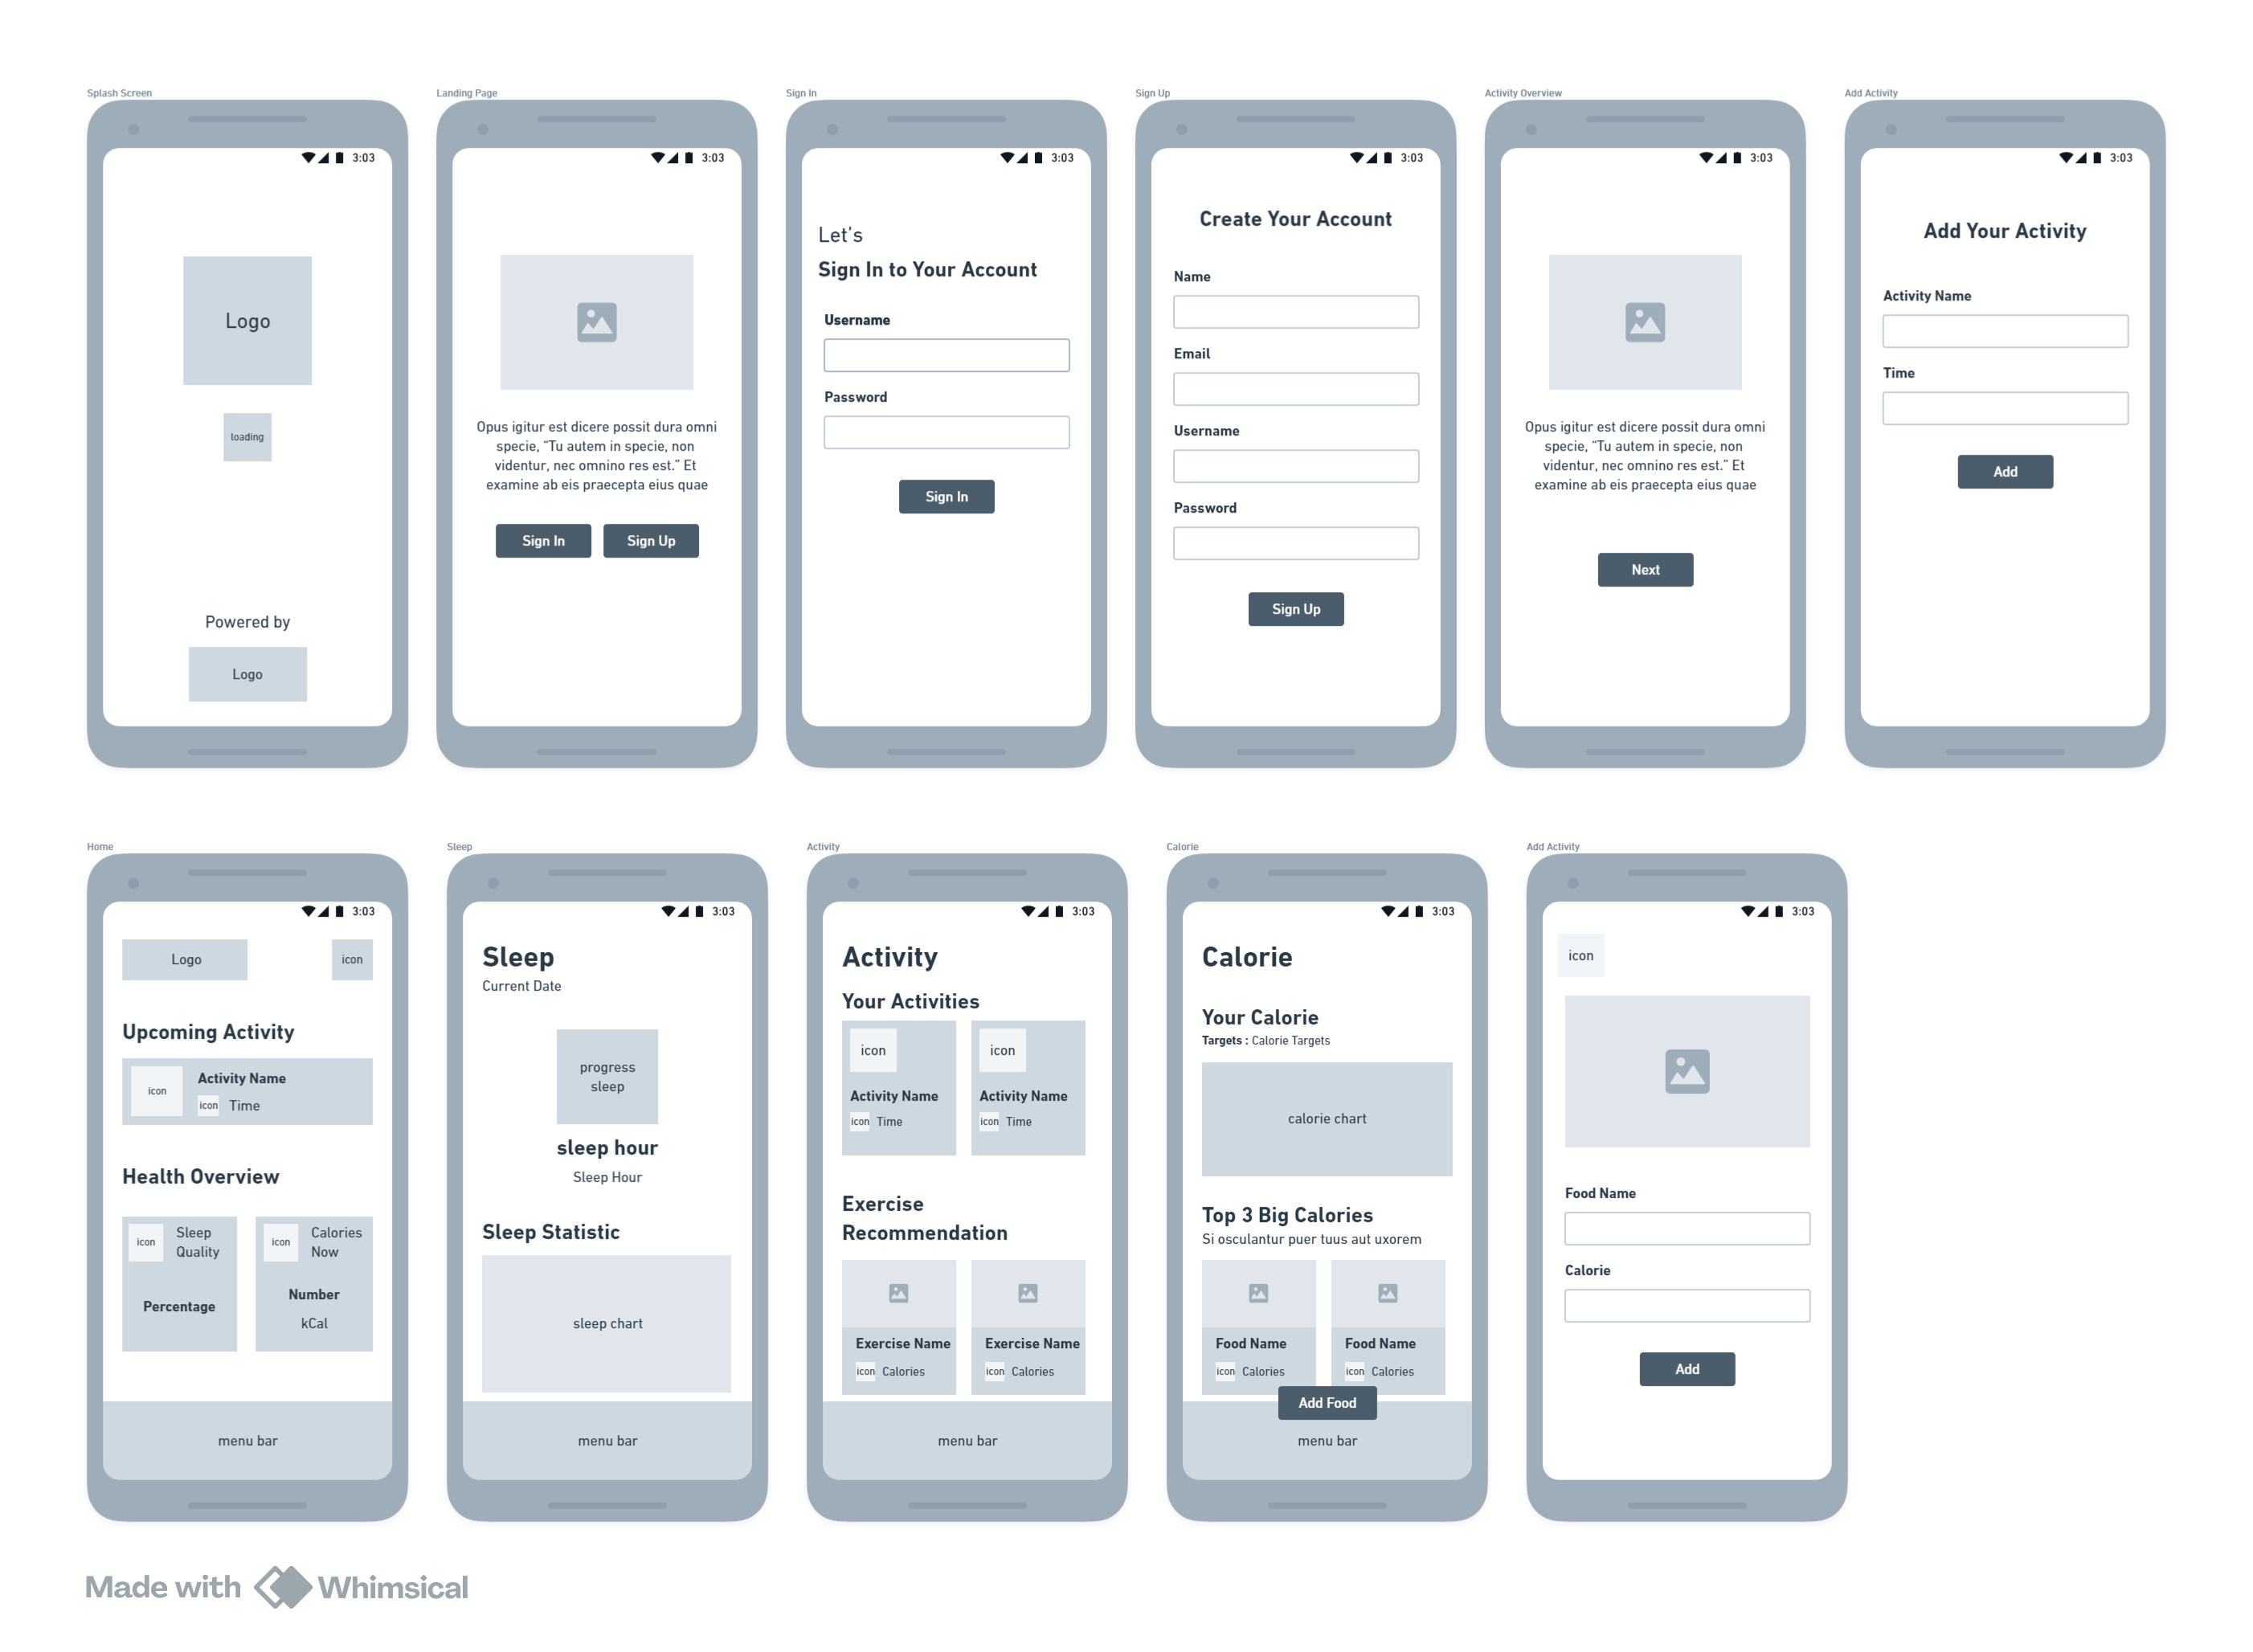 Splash Screen
3:03
Logo
loading
Powered by
Logo
Landing Page
3:03
Opus igitur est dicere possit dura omni
specie, "Tu autem in specie, non
videntur, nec omnino res est." Et
examine ab eis praecepta eius quae
Sign In
Sign Up
Sign In
3:03
Let's
Sign In to Your Account
Username
Password
Sign In
Sign Up
3:03
Create Your Account
Name
Email
Username
Password
Sign Up
Activity Overview
3:03
Opus igitur est dicere possit dura omni
specie, "Tu autem in specie, non
videntur, nec omnino res est." Et
examine ab eis praecepta eius quae
Next
Add Activity
3:03
Add Your Activity
Activity Name
Time
Add
Home
3:03
Logo
icon
Upcoming Activity
icon
Activity Name
icon Time
Health Overview
icon
Sleep
Quality
Percentage
icon
Calories
Now
Number
kCal
menu bar
Sleep
3:03
Sleep
Current Date
progress
sleep
sleep hour
Sleep Hour
Sleep Statistic
sleep chart
menu bar
Activity
3:03
Activity
Your Activities
icon
Activity Name
icon Time
icon
Activity Name
icon Time
Exercise
Recommendation
Exercise Name
icon Calories
Exercise Name
icon Calories
menu bar
Calorie
3:03
Calorie
Your Calorie
Targets : Calorie Targets
calorie chart
Top 3 Big Calories
Si osculantur puer tuus aut uxorem
Food Name
icon Calories
Food Name
icon Calories
Add Food
menu bar
Add Activity
3:03
icon
Food Name
Calorie
Add
Made with Whimsical